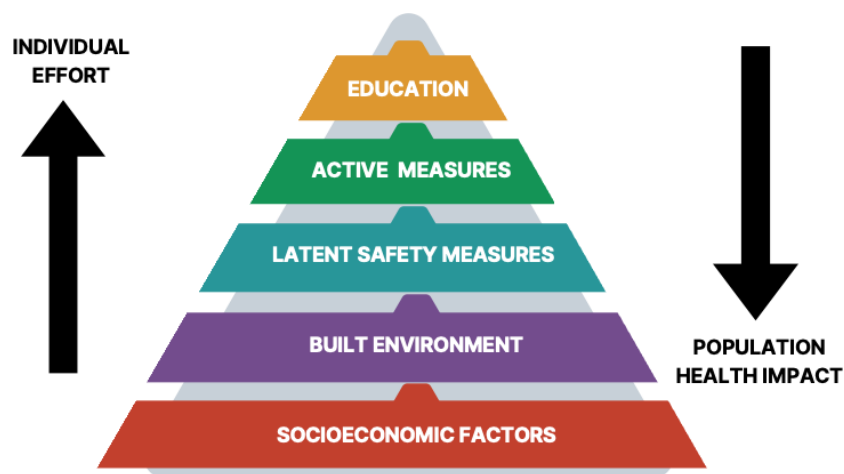 INDIVIDUAL
EFFORT
EDUCATION
ACTIVE MEASURES
LATENT SAFETY MEASURES
BUILT ENVIRONMENT
POPULATION
HEALTH IMPACT
SOCIOECONOMIC FACTORS